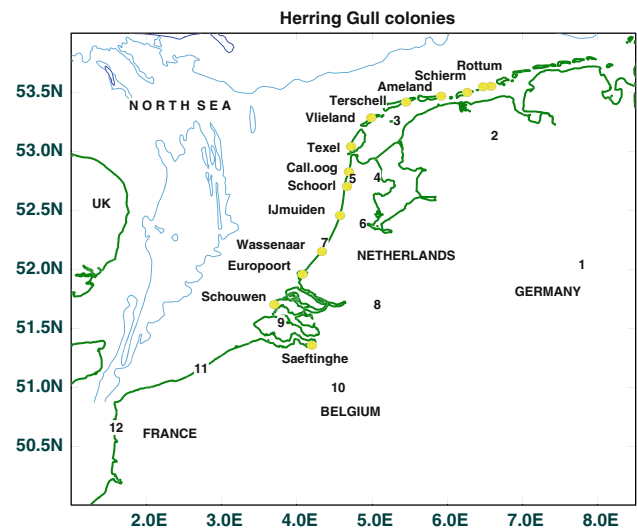 Herring Gull colonies
Rottum
Schierm
Ameland
53.5N
Terschell
NORTH SEA
Vlieland
3
2
53.0N
Texel
Call.oog
4
5
Schoorl
UK
52.5N
IJmuiden
6
Wassenaar
7
NETHERLANDS
52.0N
Europoort
1
GERMANY
Schouwen
8
51.5N
9
Saeftinghe
11
51.0N
10
BELGIUM
12
FRANCE
50.5N
2.0E 3.0E 4.0E 5.0E 6.0E 7.0E 8.0E